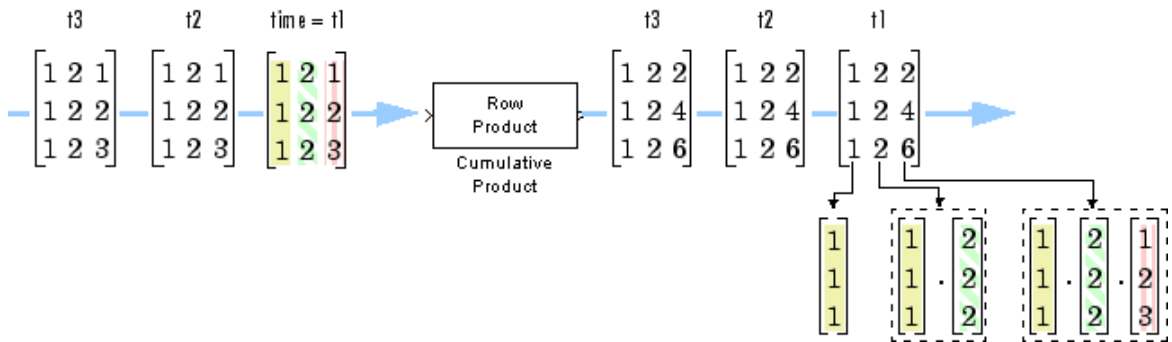 t3 t2 time = t1 t3 t2 t1
1 2 1 1 2 1 1 2 1 1 2 2 1 2 2 1 2 2
1 2 2 1 2 2 1 2 2 Row Product 1 2 4 1 2 4 1 2 4
1 2 3 1 2 3 1 2 3 1 2 6 1 2 6 1 2 6
Cumulative
Product
1 1 2 1 2 1
1 1 . 2 1 . 2 . 2
1 1 2 1 2 3